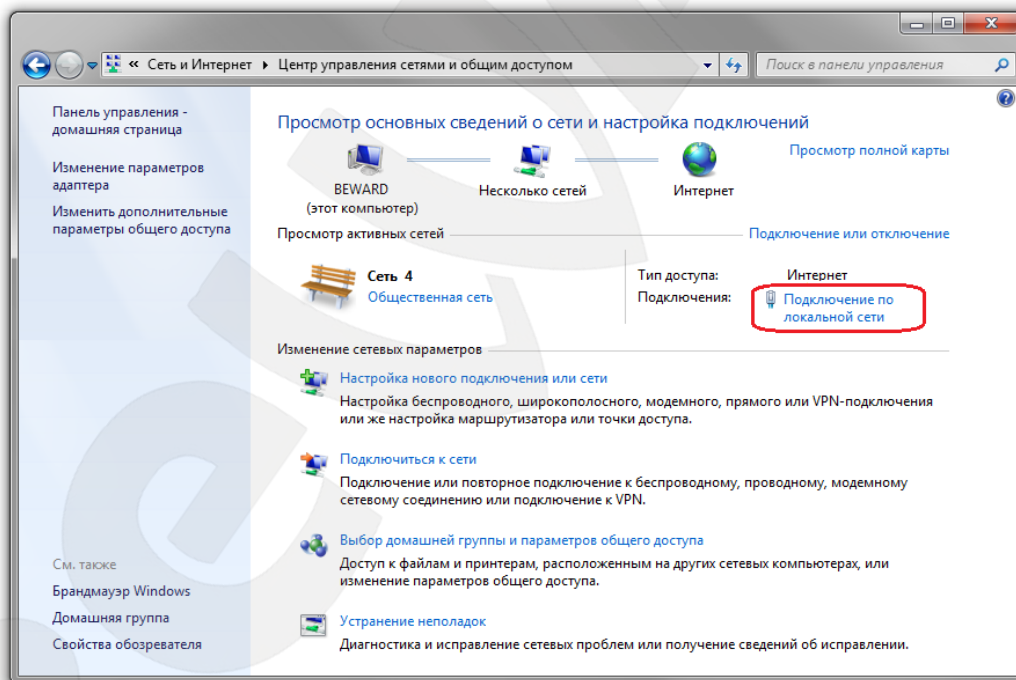 « Сеть и Интернет ▸ Центр управления сетями и общим доступом
Поиск в панели управления
Панель управления -
домашняя страница
Изменение параметров
адаптера
Изменить дополнительные
параметры общего доступа
См. также
Брандмауэр Windows
Домашняя группа
Свойства обозревателя
Просмотр основных сведений о сети и настройка подключений
Просмотр полной карты
BEWARD
(этот компьютер)
Несколько сетей
Интернет
Просмотр активных сетей
Подключение или отключение
Сеть 4
Общественная сеть
Тип доступа: Интернет
Подключения: Подключение по
локальной сети
Изменение сетевых параметров
Настройка нового подключения или сети
Настройка беспроводного, широкополосного, модемного, прямого или VPN-подключения
или же настройка маршрутизатора или точки доступа.
Подключиться к сети
Подключение или повторное подключение к беспроводному, проводному, модемному
сетевому соединению или подключение к VPN.
Выбор домашней группы и параметров общего доступа
Доступ к файлам и принтерам, расположенным на других сетевых компьютерах, или
изменение параметров общего доступа.
Устранение неполадок
Диагностика и исправление сетевых проблем или получение сведений об исправлении.